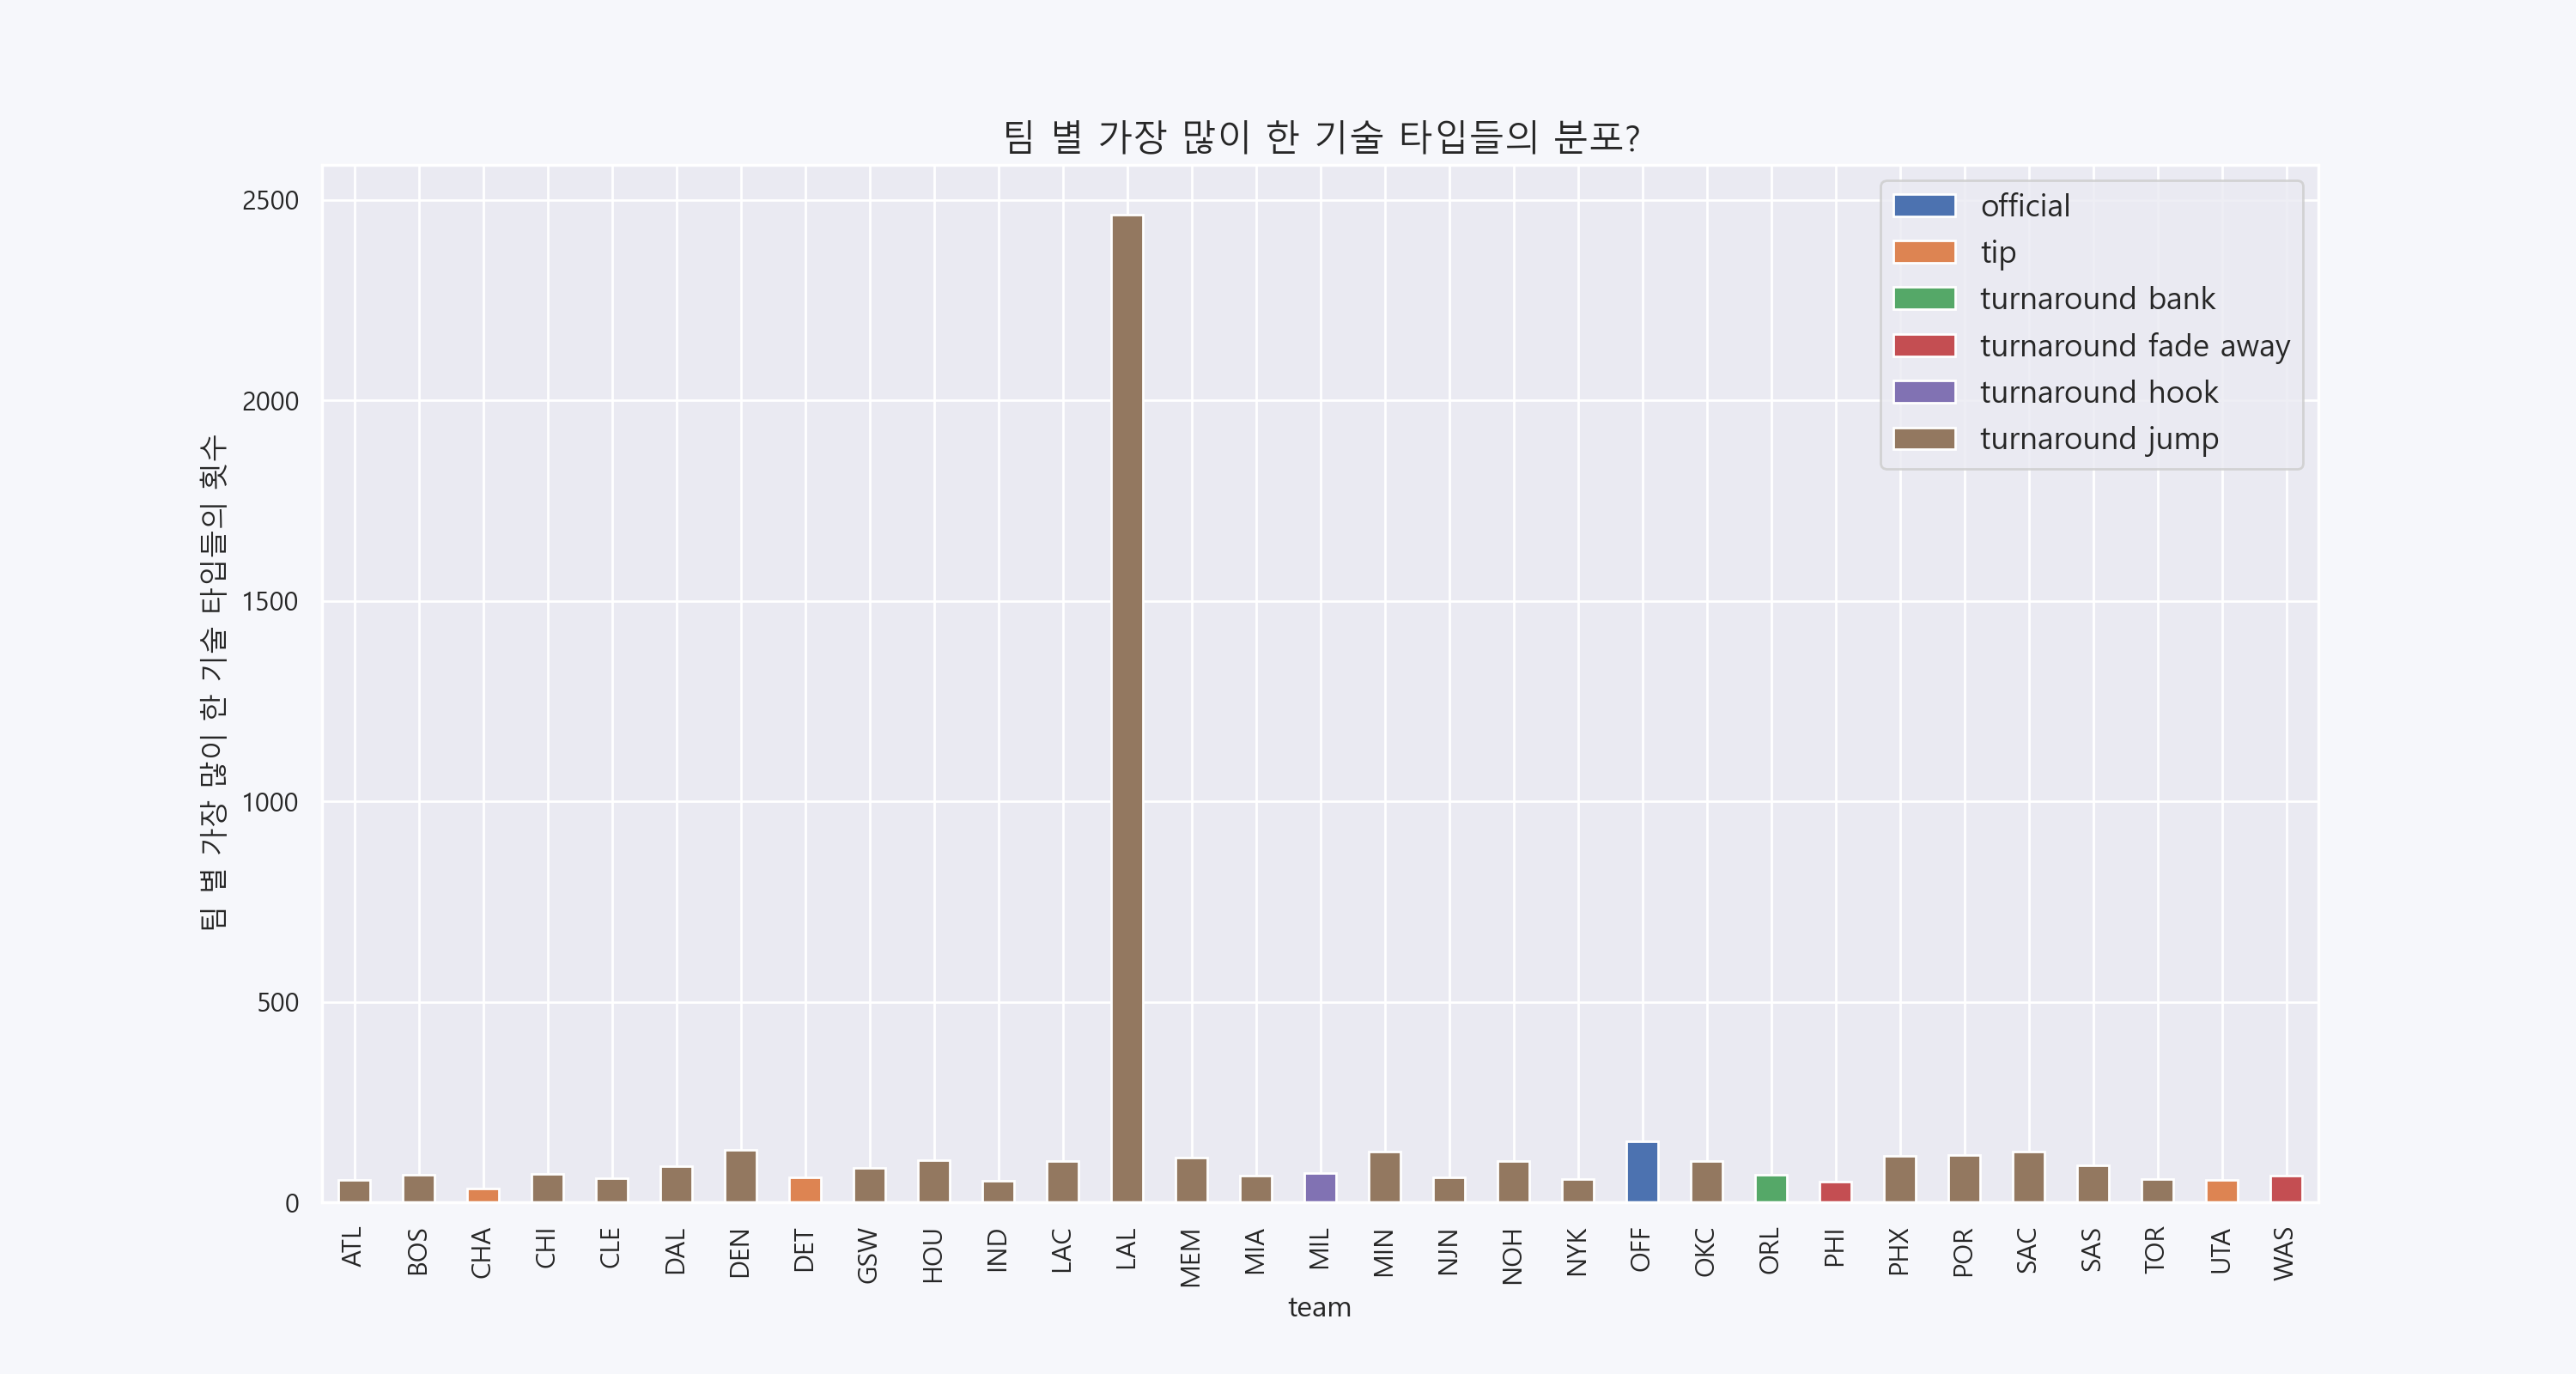 팀 별 가장 많이 한 기술 타입들의 분포?
official
tip
turnaround bank
turnaround fade away
turnaround hook
turnaround jump
팀 별 가장 많이 한 기술 타입들의 횟수
2500
2000
1500
1000
500
0
ATL BOS CHA CHI CLE DAL DEN DET GSW HOU IND LAC LAL MEM MIA MIL MIN NJN NOH NYK OFF OKC ORL PHI PHX POR SAC SAS TOR UTA WAS
team